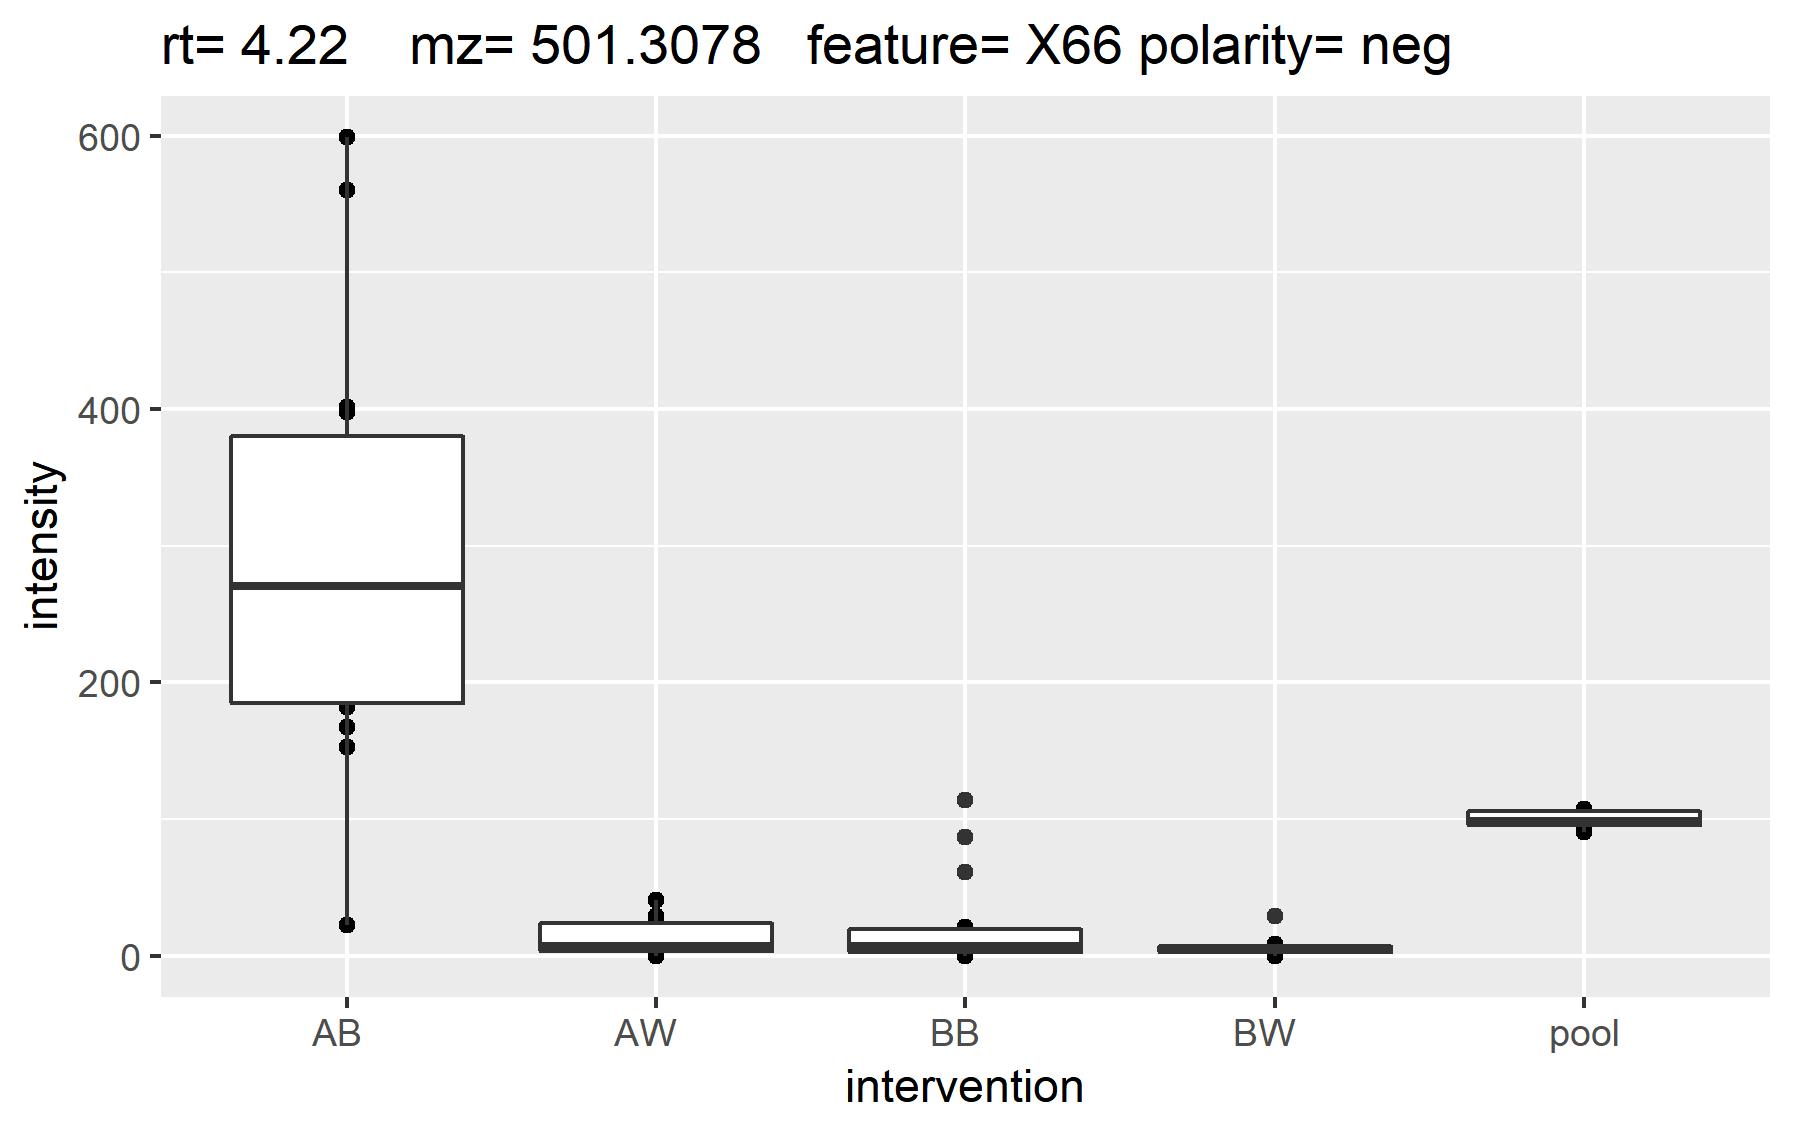 rt= 4.22    mz= 501.3078   feature= X66 polarity= neg
600
400
200
0
intensity
AB AW BB BW pool
intervention